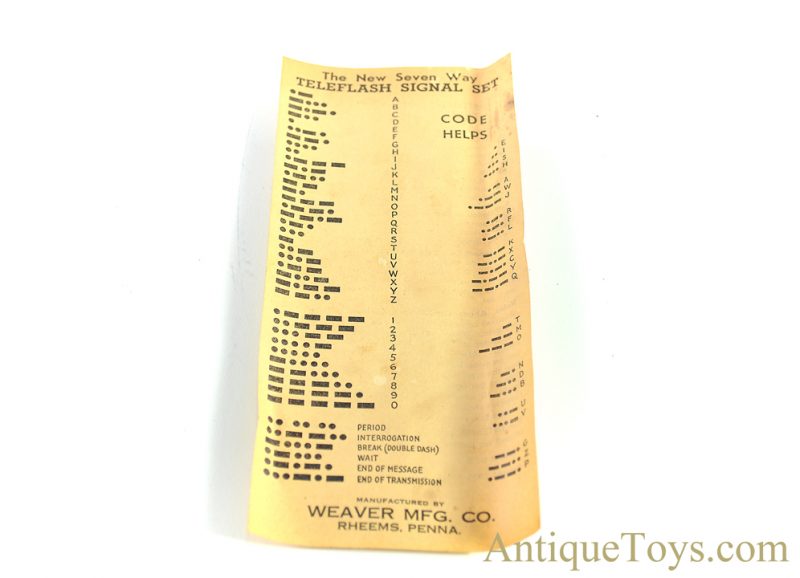 The New Seven Way
TELEFLASH SIGNAL SET
A
B
C
D
E
F
G
H
I
J
K
L
M
N
O
P
Q
R
S
T
U
V
W
X
Y
Z
1
2
3
4
5
6
7
8
9
0
PERIOD
INTERROGATION
BREAK (DOUBLE DASH)
WAIT
END OF MESSAGE
END OF TRANSMISSION
CODE
HELPS
E
I
S
H
A
W
J
R
F
L
K
X
C
Y
Q
T
M
O
N
D
B
U
V
G
Z
P
MANUFACTURED BY
WEAVER MFG. CO.
RHEEMS, PENNA.
AntiqueToys.com